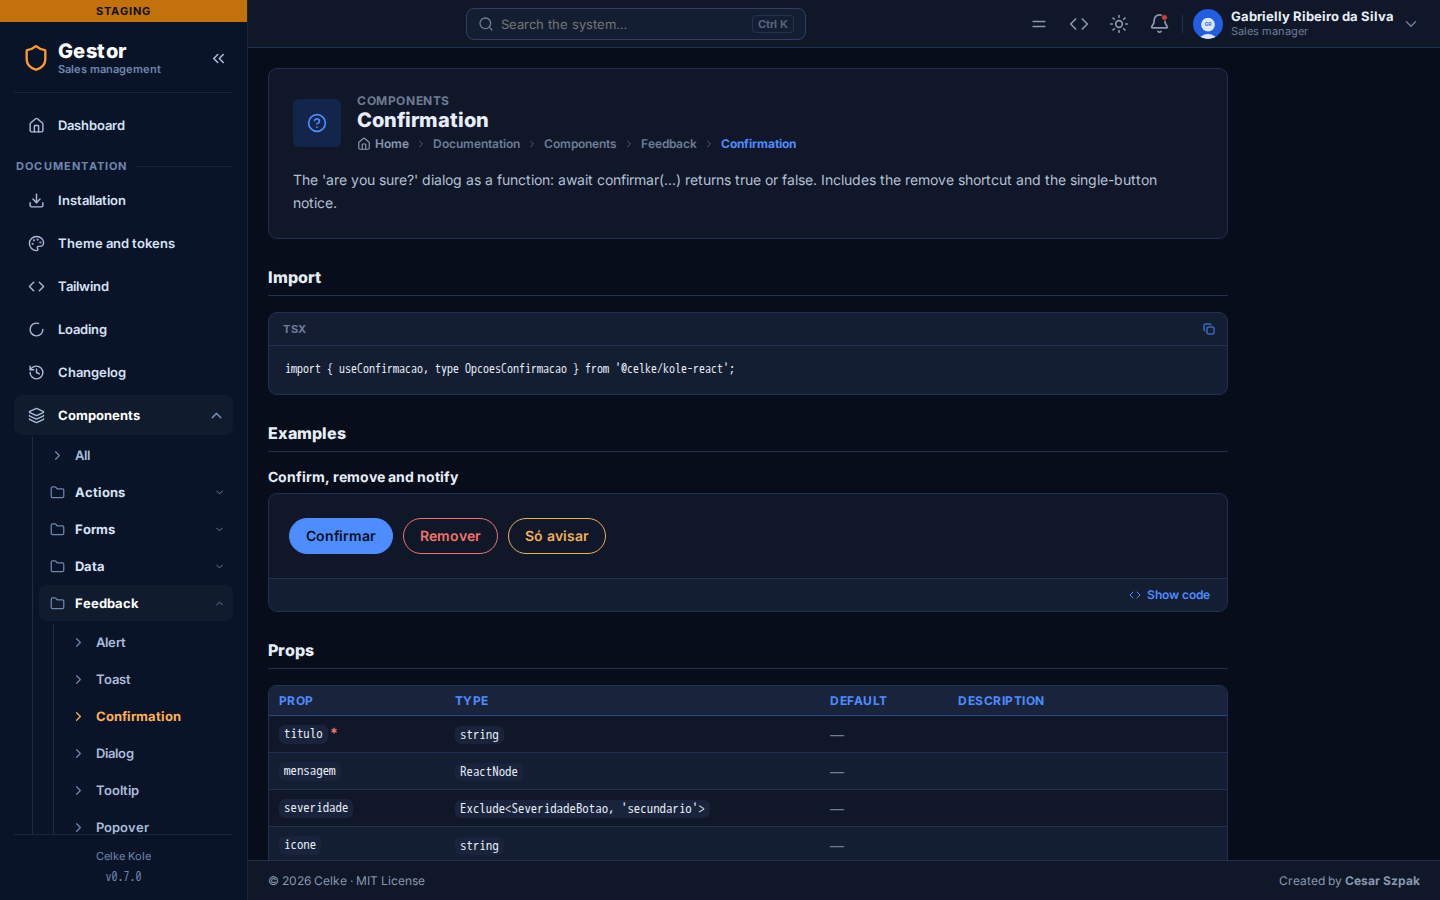 STAGING
Gestor
Sales management
Dashboard
DOCUMENTATION
Installation
Theme and tokens
Tailwind
Loading
Changelog
Components
All
Actions
Forms
Data
Feedback
Alert
Toast
Confirmation
Dialog
Tooltip
Popover
Celke Kole
v0.7.0
Search the system...
Ctrl K
GR
Gabrielly Ribeiro da Silva
Sales manager
COMPONENTS
Confirmation
Home Documentation Components Feedback Confirmation
The 'are you sure?' dialog as a function: await confirmar(...) returns true or false. Includes the remove shortcut and the single-button
notice.
Import
TSX
import { useConfirmacao, type OpcoesConfirmacao } from '@celke/kole-react';
Examples
Confirm, remove and notify
Confirmar Remover Só avisar
Show code
Props
PROP TYPE DEFAULT DESCRIPTION
titulo * string —
mensagem ReactNode —
severidade Exclude<SeveridadeBotao, 'secundario'> —
icone string —
© 2026 Celke · MIT License
Created by Cesar Szpak